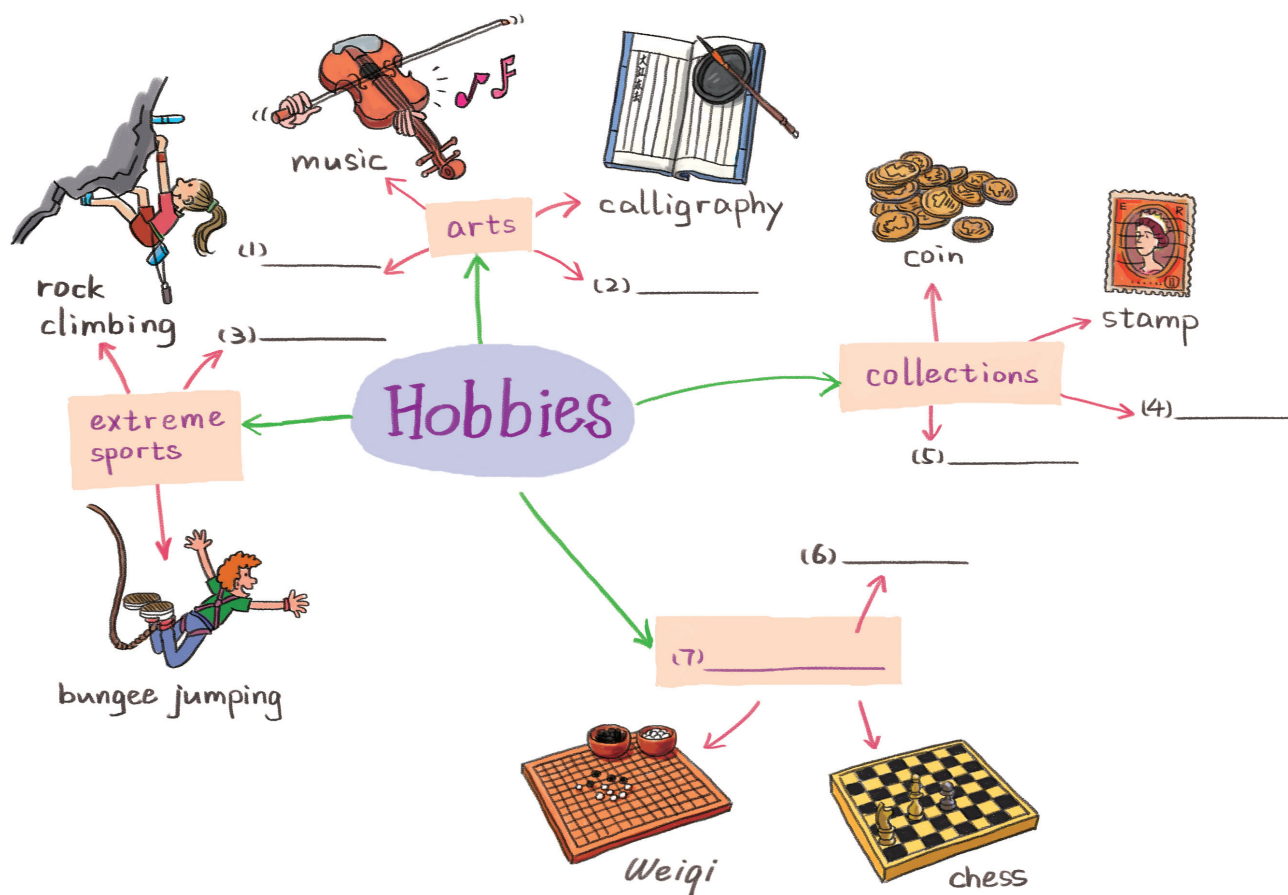 music
calligraphy
arts
(1)
(2)
rock
climbing
(3)
coin
stamp
collections
(4)
(5)
Hobbies
extreme
sports
bungee jumping
(6)
(7)
Weiqi
chess
E R